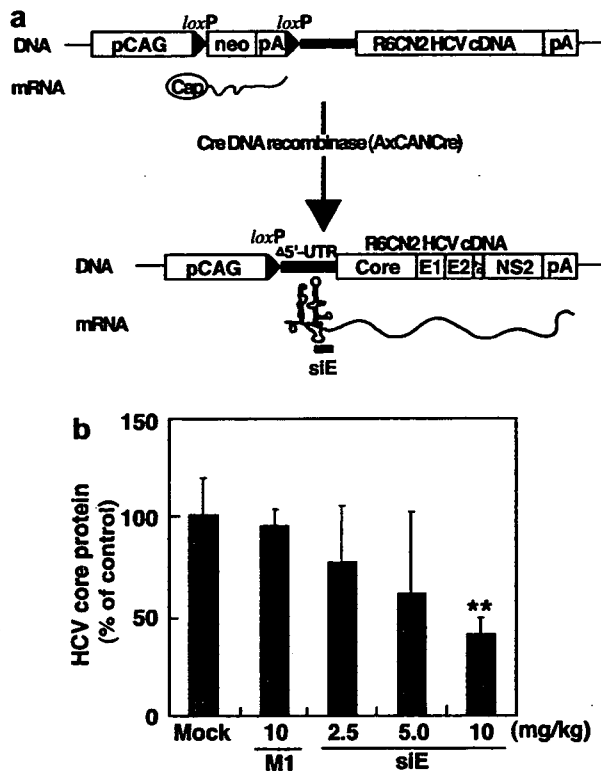 a
loxP loxP
DNA pCAG neo pA R6CN2 HCV cDNA pA
mRNA Cap
Cre DNA recombinase (AxCANCre)
loxP Δ5'-UTR R6CN2 HCV cDNA
DNA pCAG Core E1 E2 NS2 pA
mRNA
siE
b
HCV core protein
(% of control)
150
100
50
0
**
Mock 10 2.5 5.0 10 (mg/kg)
M1 siE